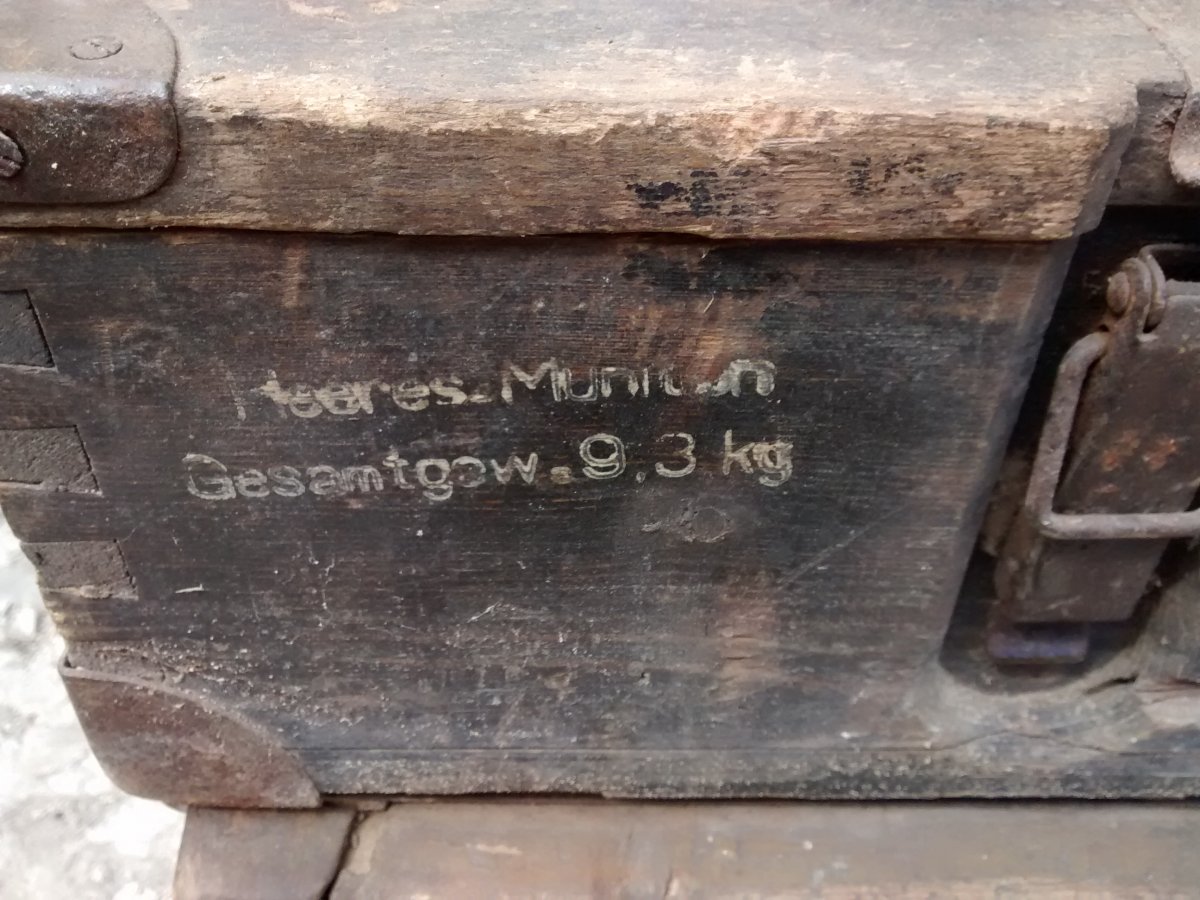 Heeres-Munition
Gesamtgew. 9,3 kg